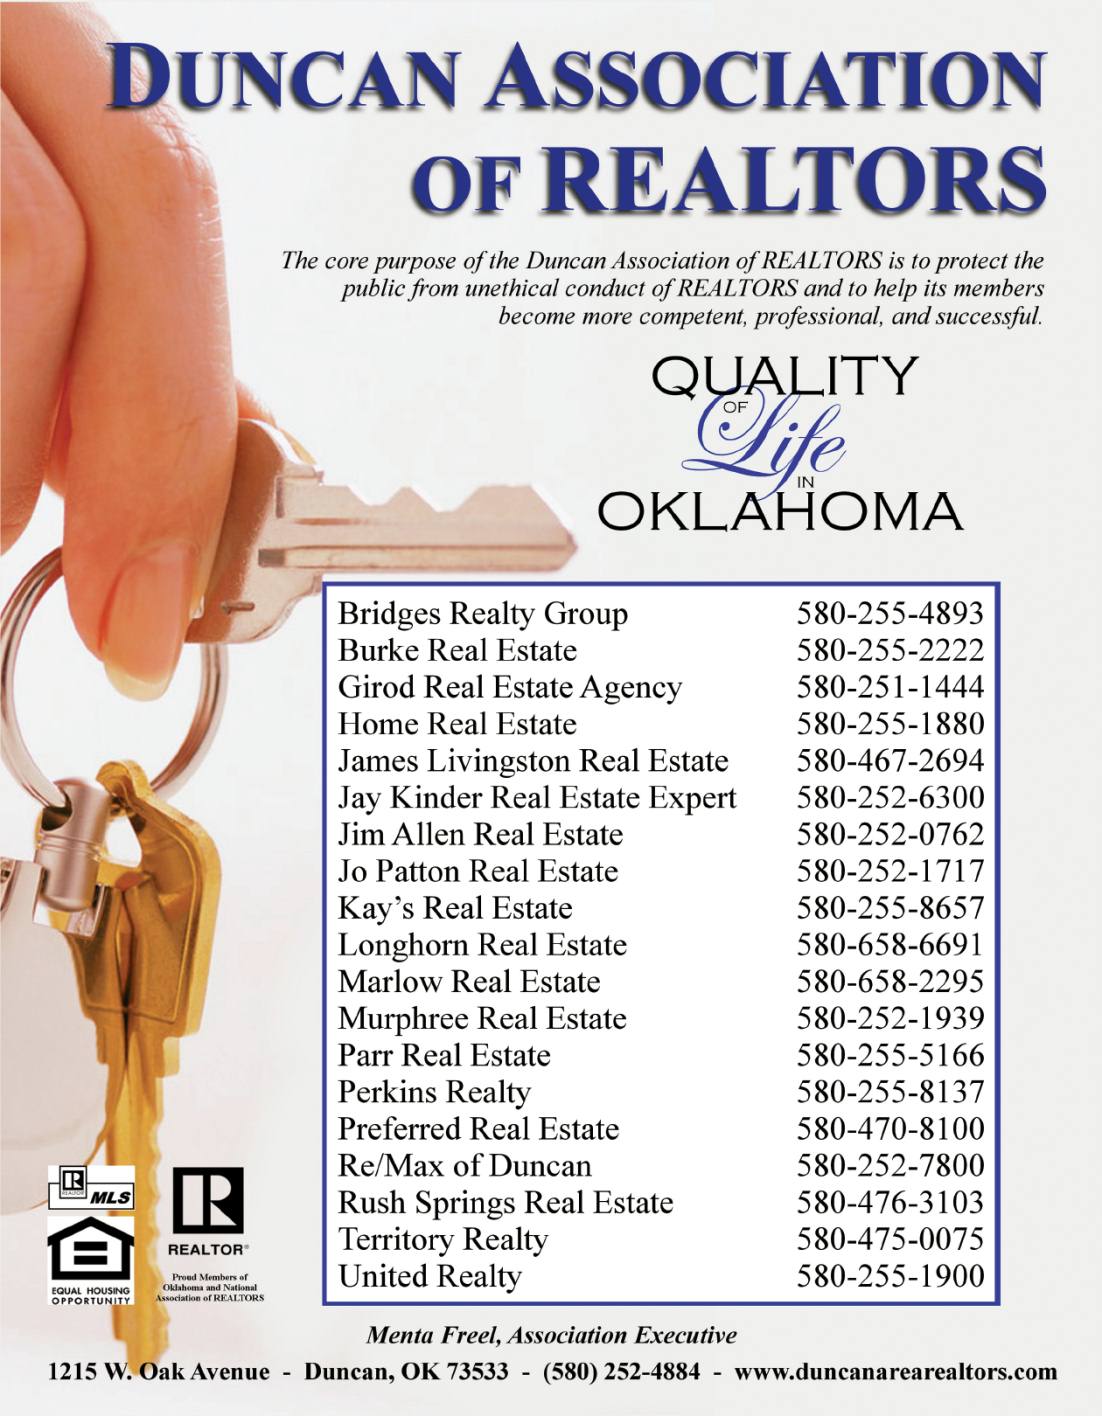 DUNCAN ASSOCIATION
OF REALTORS
The core purpose of the Duncan Association of REALTORS is to protect the
public from unethical conduct of REALTORS and to help its members
become more competent, professional, and successful.
QUALITY
OF
Life
IN
OKLAHOMA
Bridges Realty Group 580-255-4893
Burke Real Estate 580-255-2222
Girod Real Estate Agency 580-251-1444
Home Real Estate 580-255-1880
James Livingston Real Estate 580-467-2694
Jay Kinder Real Estate Expert 580-252-6300
Jim Allen Real Estate 580-252-0762
Jo Patton Real Estate 580-252-1717
Kay's Real Estate 580-255-8657
Longhorn Real Estate 580-658-6691
Marlow Real Estate 580-658-2295
Murphree Real Estate 580-252-1939
Parr Real Estate 580-255-5166
Perkins Realty 580-255-8137
Preferred Real Estate 580-470-8100
Re/Max of Duncan 580-252-7800
Rush Springs Real Estate 580-476-3103
Territory Realty 580-475-0075
United Realty 580-255-1900
R
REALTOR
MLS
EQUAL HOUSING
OPPORTUNITY
R
REALTOR®
Proud Members of
Oklahoma and National
Association of REALTORS
Menta Freel, Association Executive
1215 W. Oak Avenue - Duncan, OK 73533 - (580) 252-4884 - www.duncanarearealtors.com